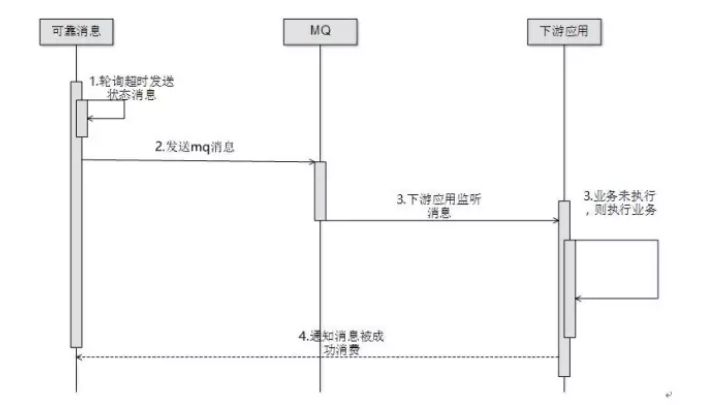 可靠消息
MQ
下游应用
1.轮询超时发送
状态消息
2.发送mq消息
3.下游应用监听
消息
3.业务未执行
，则执行业务
4.通知消息被成
功消费